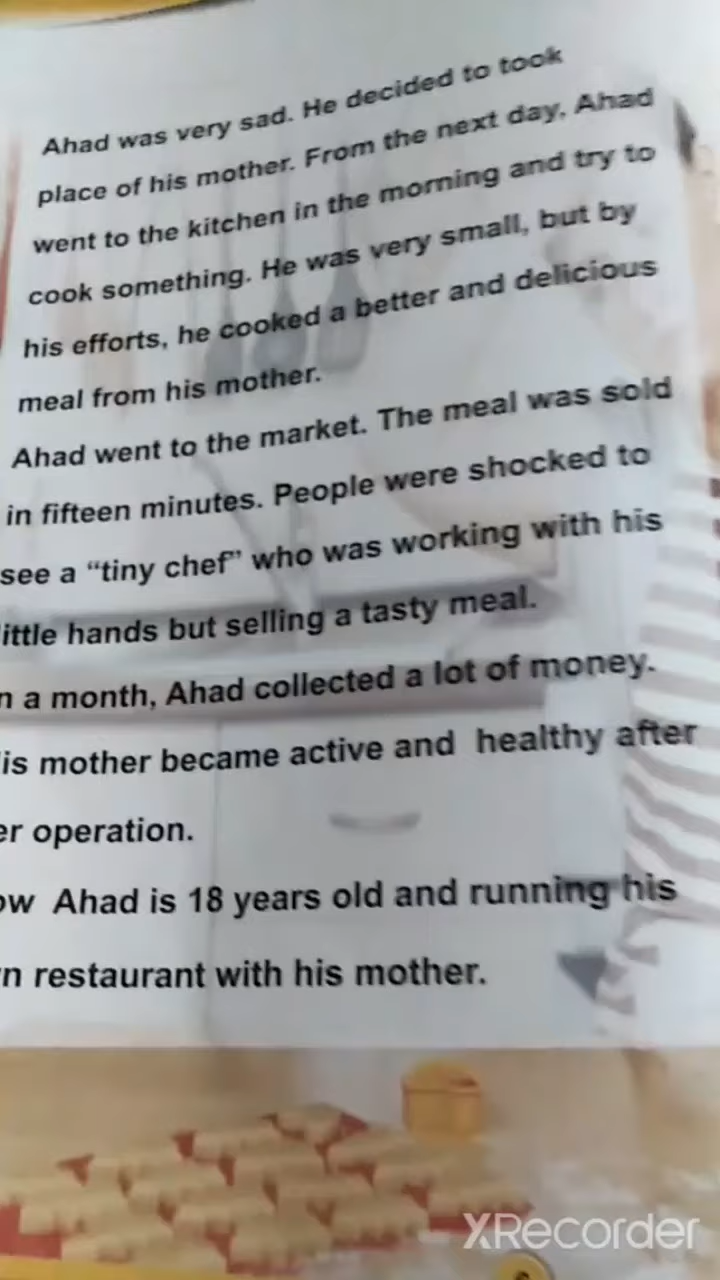 Ahad was very sad. He decided to took
place of his mother. From the next day, Ahad
went to the kitchen in the morning and try to
cook something. He was very small, but by
his efforts, he cooked a better and delicious
meal from his mother.
Ahad went to the market. The meal was sold
in fifteen minutes. People were shocked to
see a “tiny chef” who was working with his
ittle hands but selling a tasty meal.
n a month, Ahad collected a lot of money.
is mother became active and healthy after
er operation.
ow Ahad is 18 years old and running his
n restaurant with his mother.
XRecorder